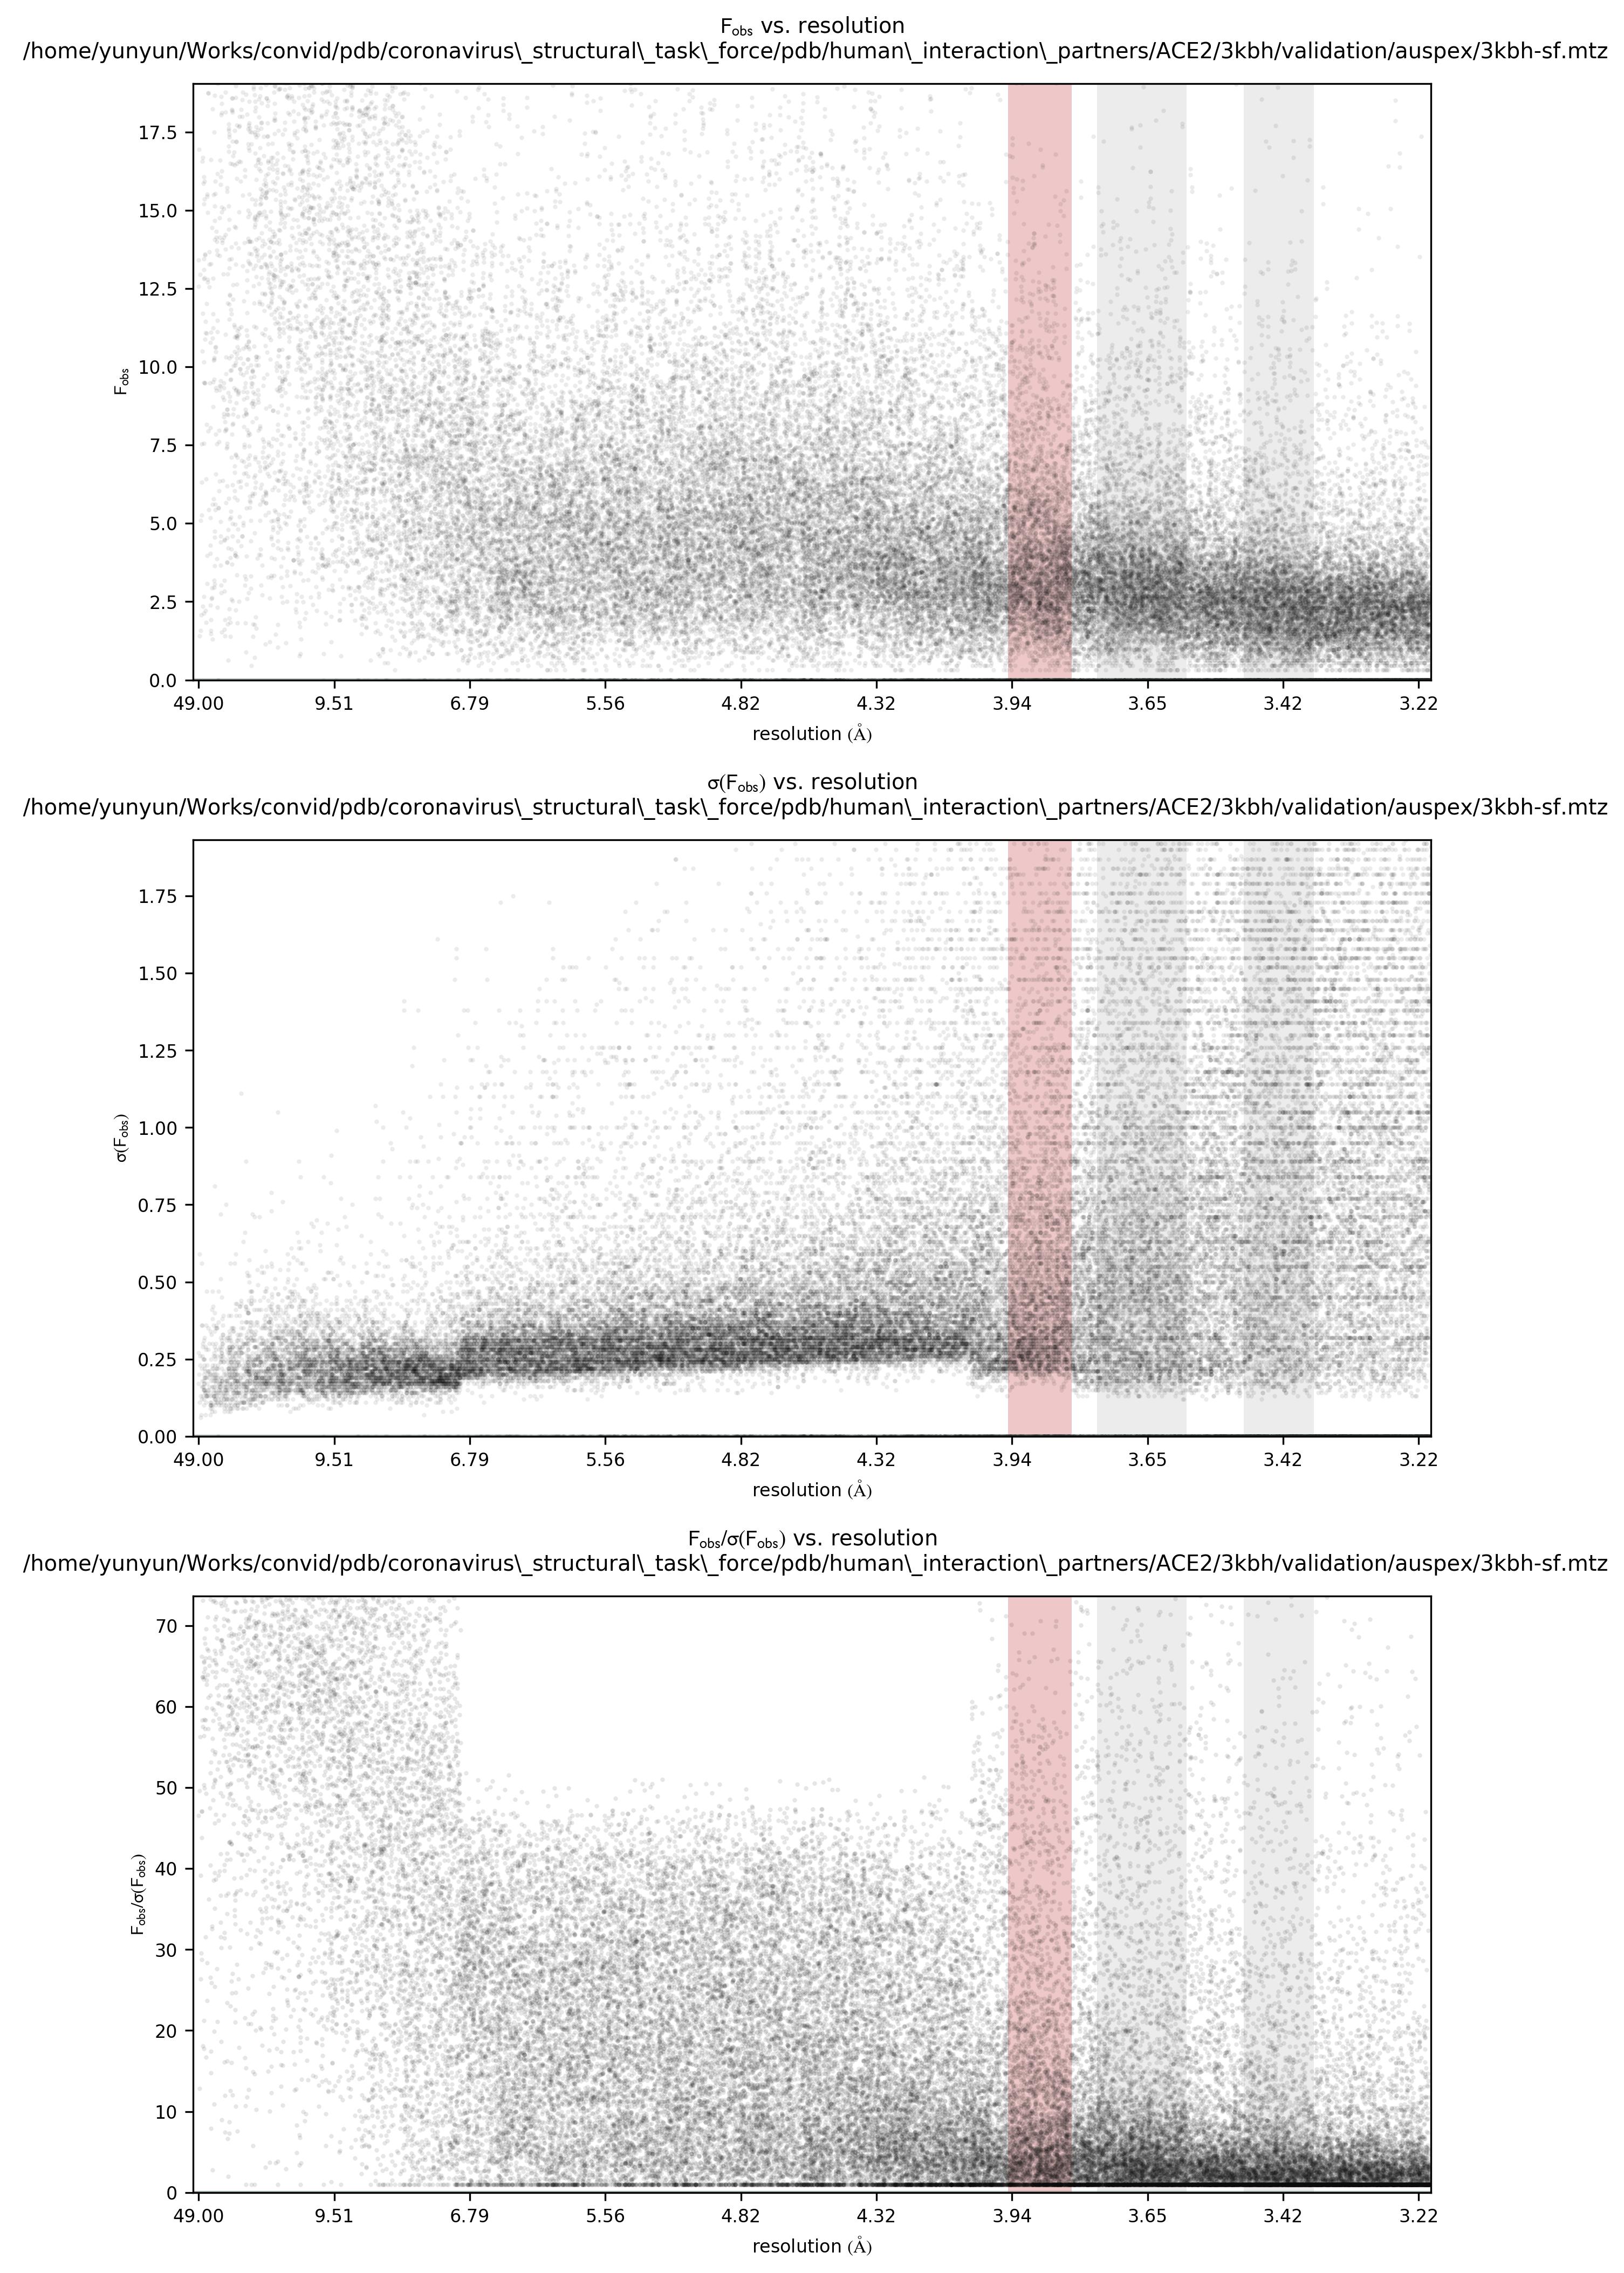 F_obs vs. resolution
/home/yunyun/Works/convid/pdb/coronavirus\_structural\_task\_force/pdb/human\_interaction\_partners/ACE2/3kbh/validation/auspex/3kbh-sf.mtz
F_obs
17.5
15.0
12.5
10.0
7.5
5.0
2.5
0.0
49.00 9.51 6.79 5.56 4.82 4.32 3.94 3.65 3.42 3.22
resolution (Å)
σ(F_obs) vs. resolution
/home/yunyun/Works/convid/pdb/coronavirus\_structural\_task\_force/pdb/human\_interaction\_partners/ACE2/3kbh/validation/auspex/3kbh-sf.mtz
σ(F_obs)
1.75
1.50
1.25
1.00
0.75
0.50
0.25
0.00
49.00 9.51 6.79 5.56 4.82 4.32 3.94 3.65 3.42 3.22
resolution (Å)
F_obs/σ(F_obs) vs. resolution
/home/yunyun/Works/convid/pdb/coronavirus\_structural\_task\_force/pdb/human\_interaction\_partners/ACE2/3kbh/validation/auspex/3kbh-sf.mtz
F_obs/σ(F_obs)
70
60
50
40
30
20
10
0
49.00 9.51 6.79 5.56 4.82 4.32 3.94 3.65 3.42 3.22
resolution (Å)